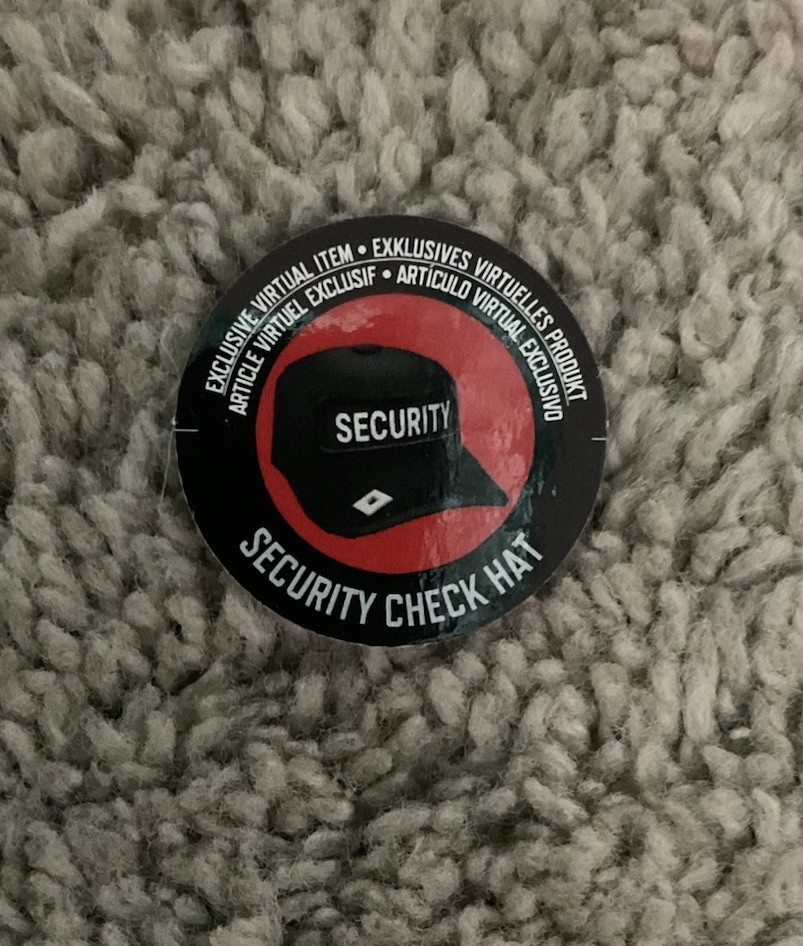 EXCLUSIVE VIRTUAL ITEM • EXKLUSIVES VIRTUELLES PRODUKT
ARTICLE VIRTUEL EXCLUSIF • ARTÍCULO VIRTUAL EXCLUSIVO
SECURITY
SECURITY CHECK HAT